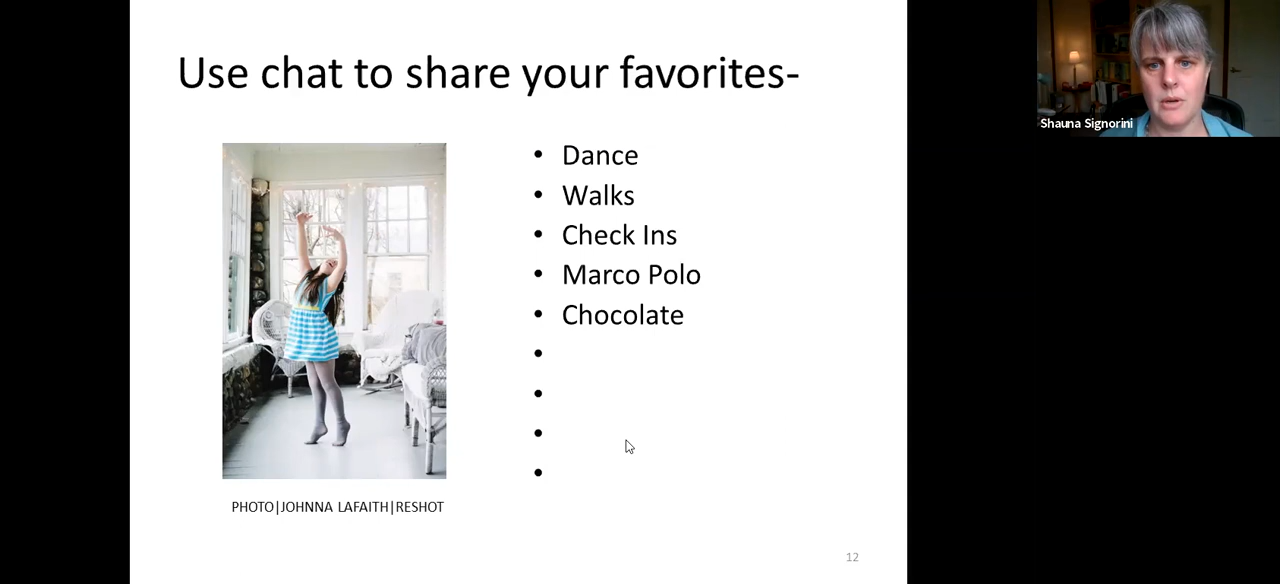 Use chat to share your favorites-
• Dance
• Walks
• Check Ins
• Marco Polo
• Chocolate
•
•
•
•
PHOTO|JOHNNA LAFAITH|RESHOT
12
Shauna Signorini